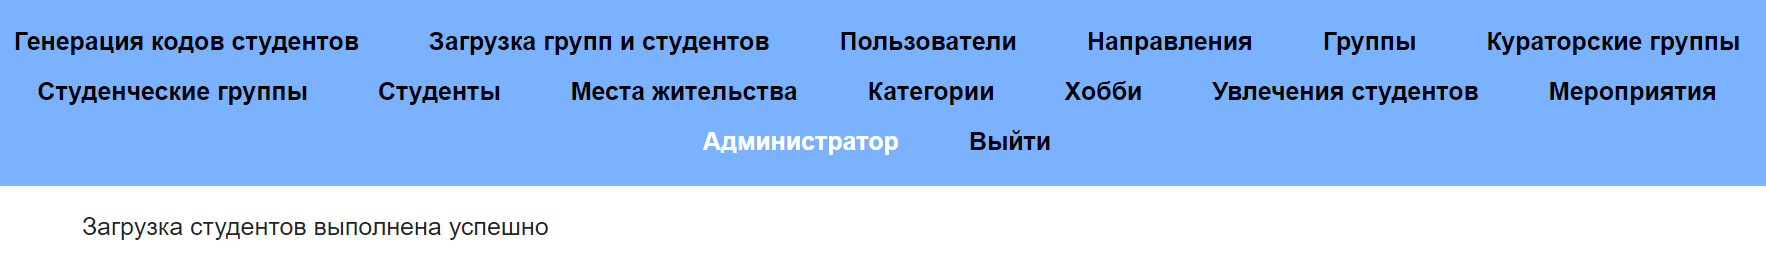 Генерация кодов студентов Загрузка групп и студентов Пользователи Направления Группы Кураторские группы
Студенческие группы Студенты Места жительства Категории Хобби Увлечения студентов Мероприятия
Администратор Выйти
Загрузка студентов выполнена успешно